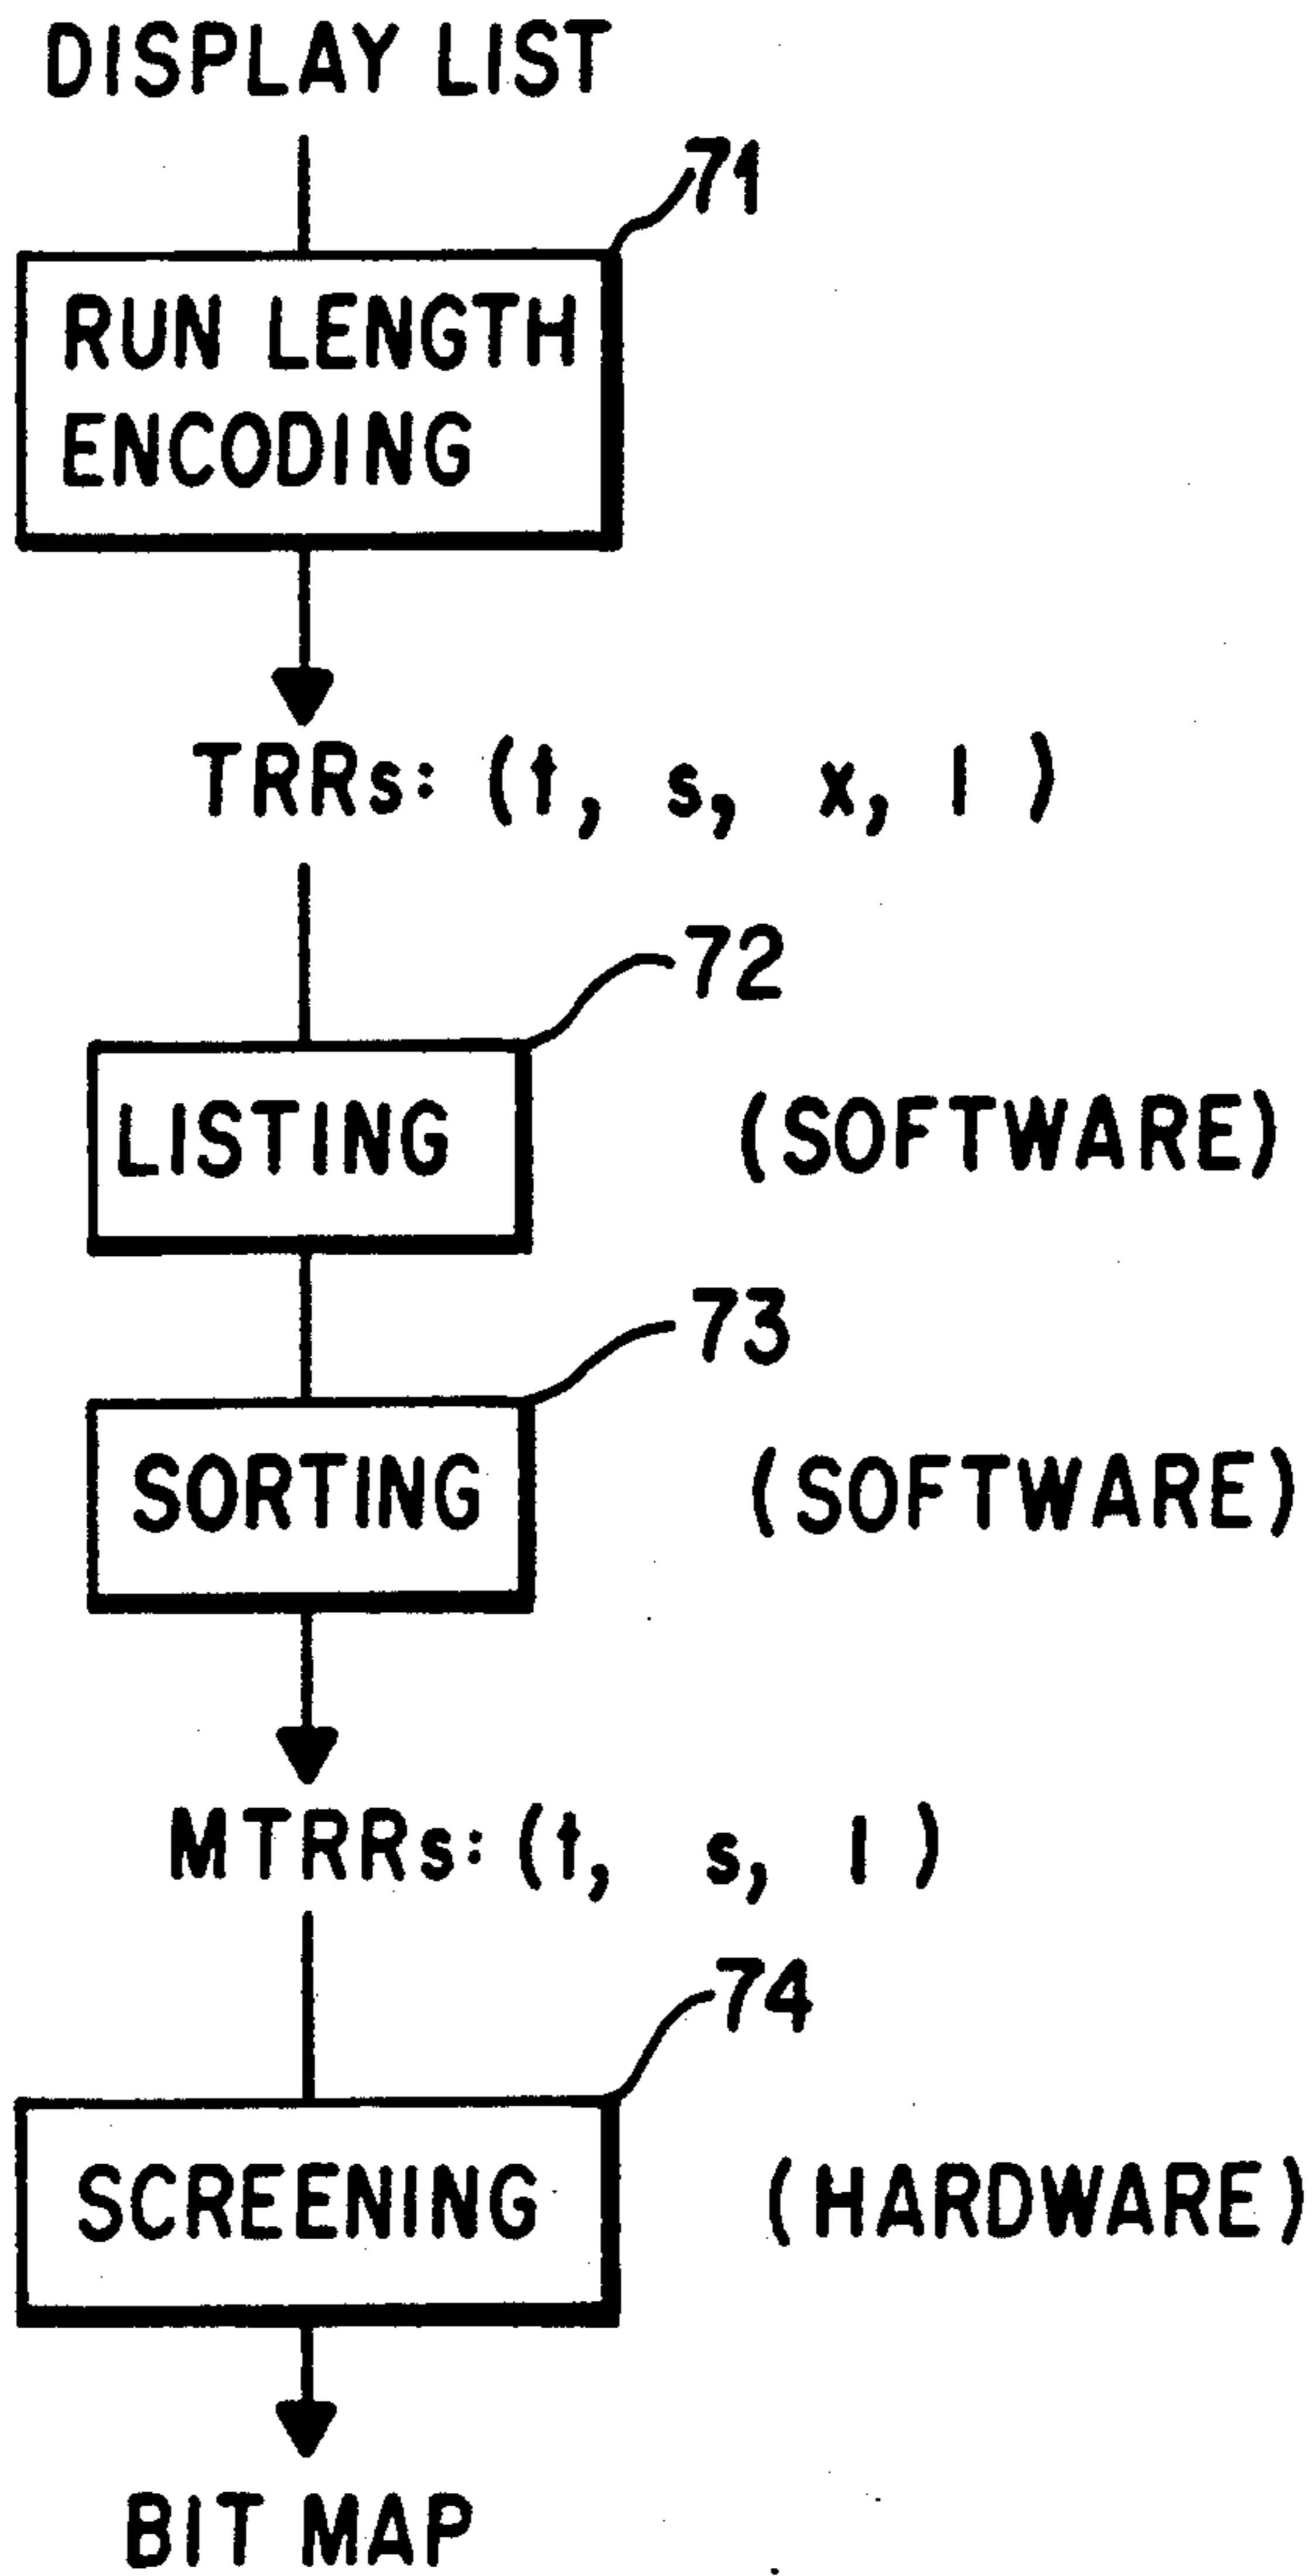 DISPLAY LIST
71
RUN LENGTH
ENCODING
TRRs: (t, s, x, l )
72
LISTING (SOFTWARE)
73
SORTING (SOFTWARE)
MTRRs: (t, s, l )
74
SCREENING (HARDWARE)
BIT MAP